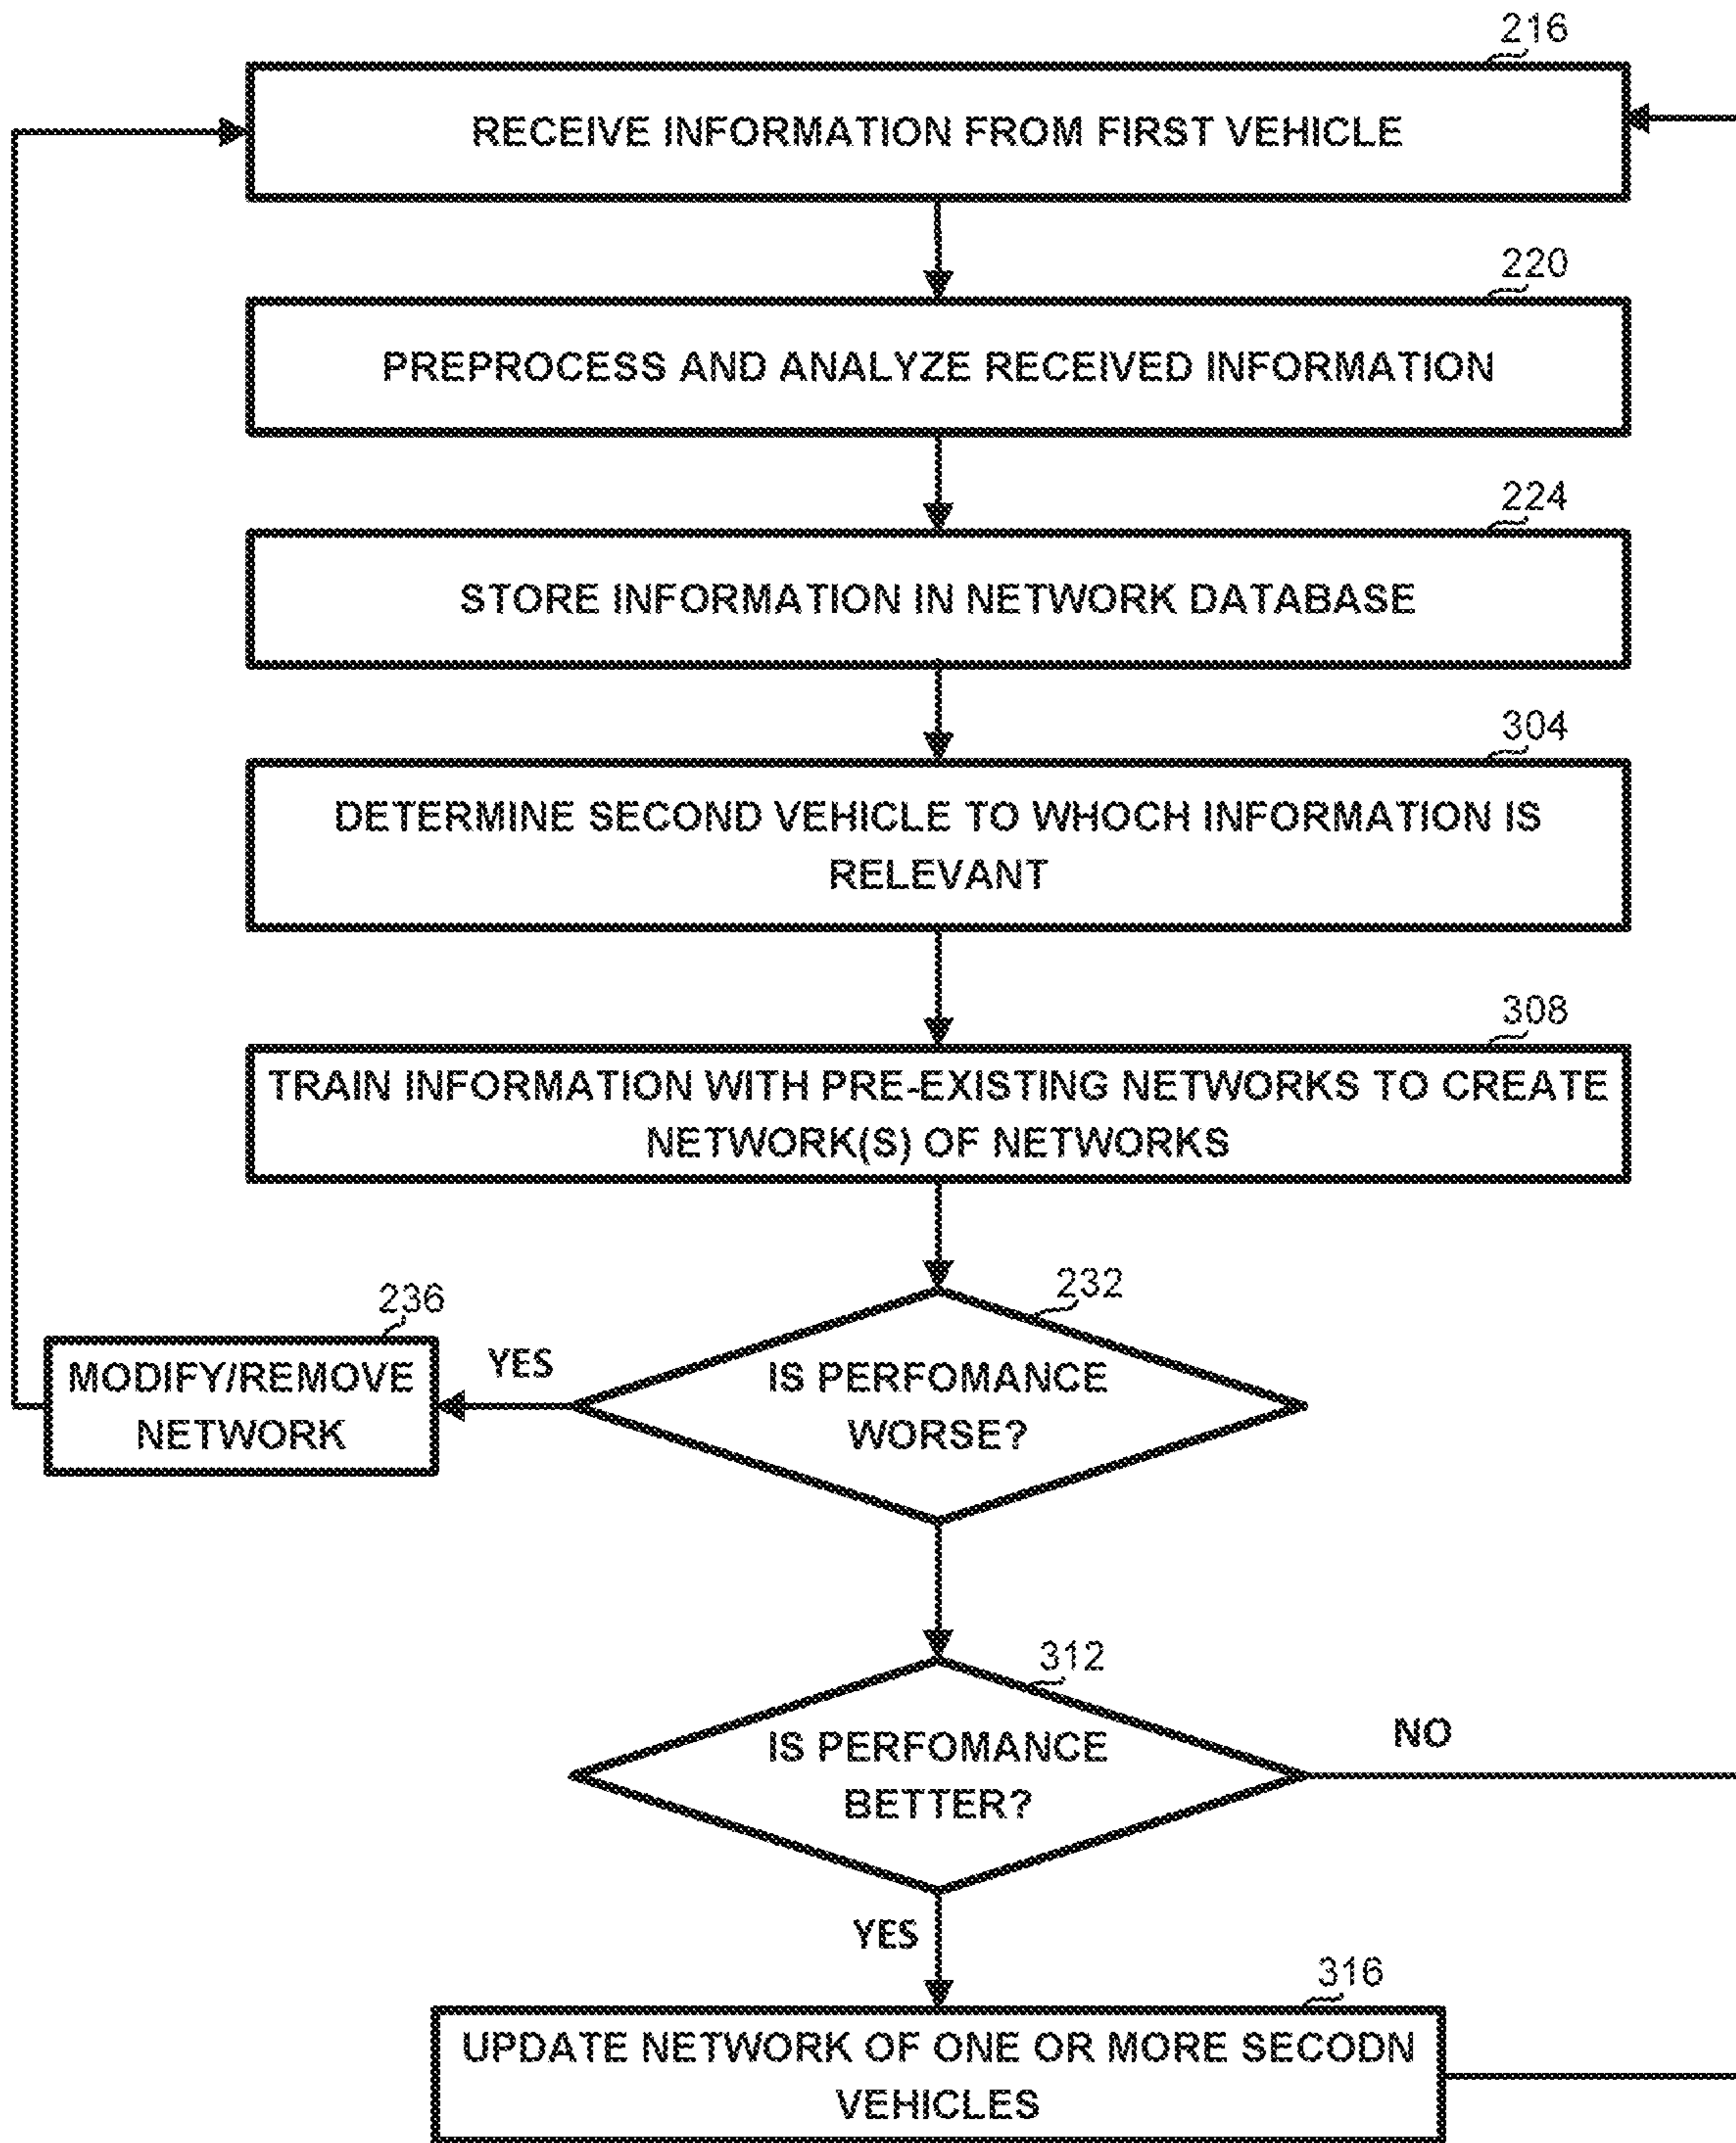 216
RECEIVE INFORMATION FROM FIRST VEHICLE
220
PREPROCESS AND ANALYZE RECEIVED INFORMATION
224
STORE INFORMATION IN NETWORK DATABASE
304
DETERMINE SECOND VEHICLE TO WHOCH INFORMATION IS
RELEVANT
308
TRAIN INFORMATION WITH PRE-EXISTING NETWORKS TO CREATE
NETWORK(S) OF NETWORKS
232
IS PERFOMANCE
WORSE?
YES
236
MODIFY/REMOVE
NETWORK
312
IS PERFOMANCE
BETTER?
NO
YES
316
UPDATE NETWORK OF ONE OR MORE SECODN
VEHICLES